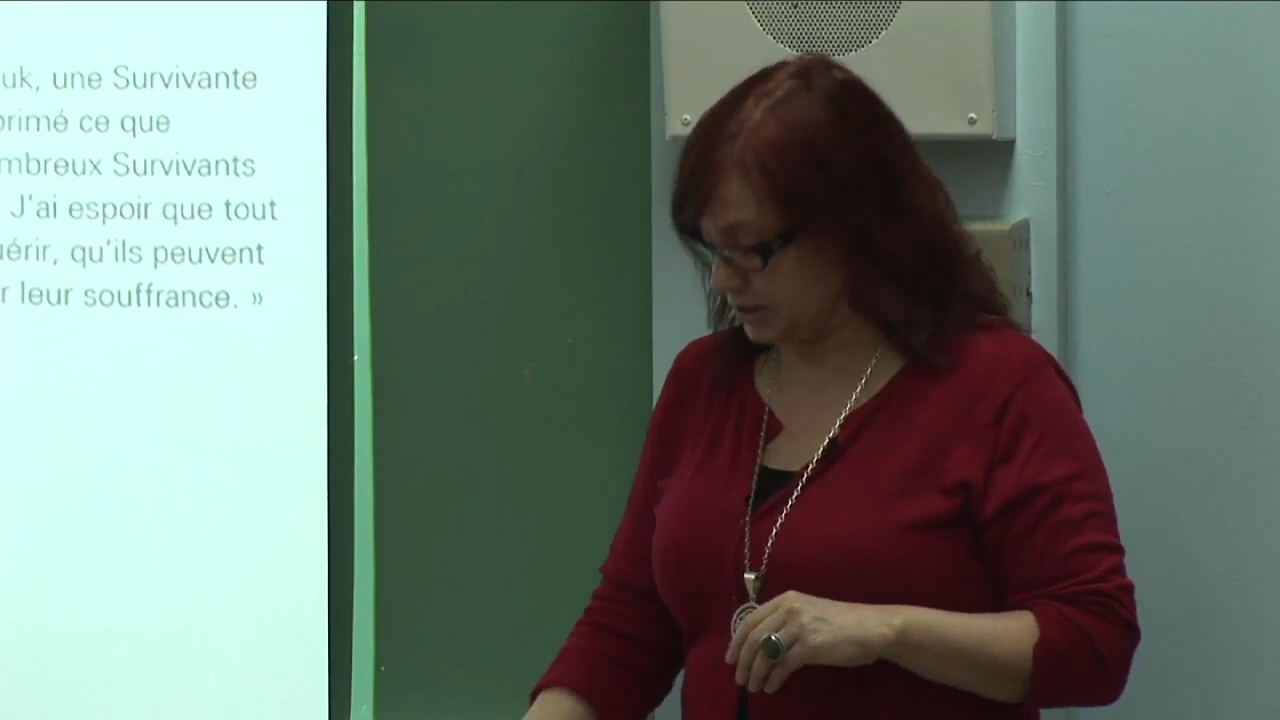 uk, une Survivante
primé ce que
mbreux Survivants
J'ai espoir que tout
uérir, qu'ils peuvent
r leur souffrance. »